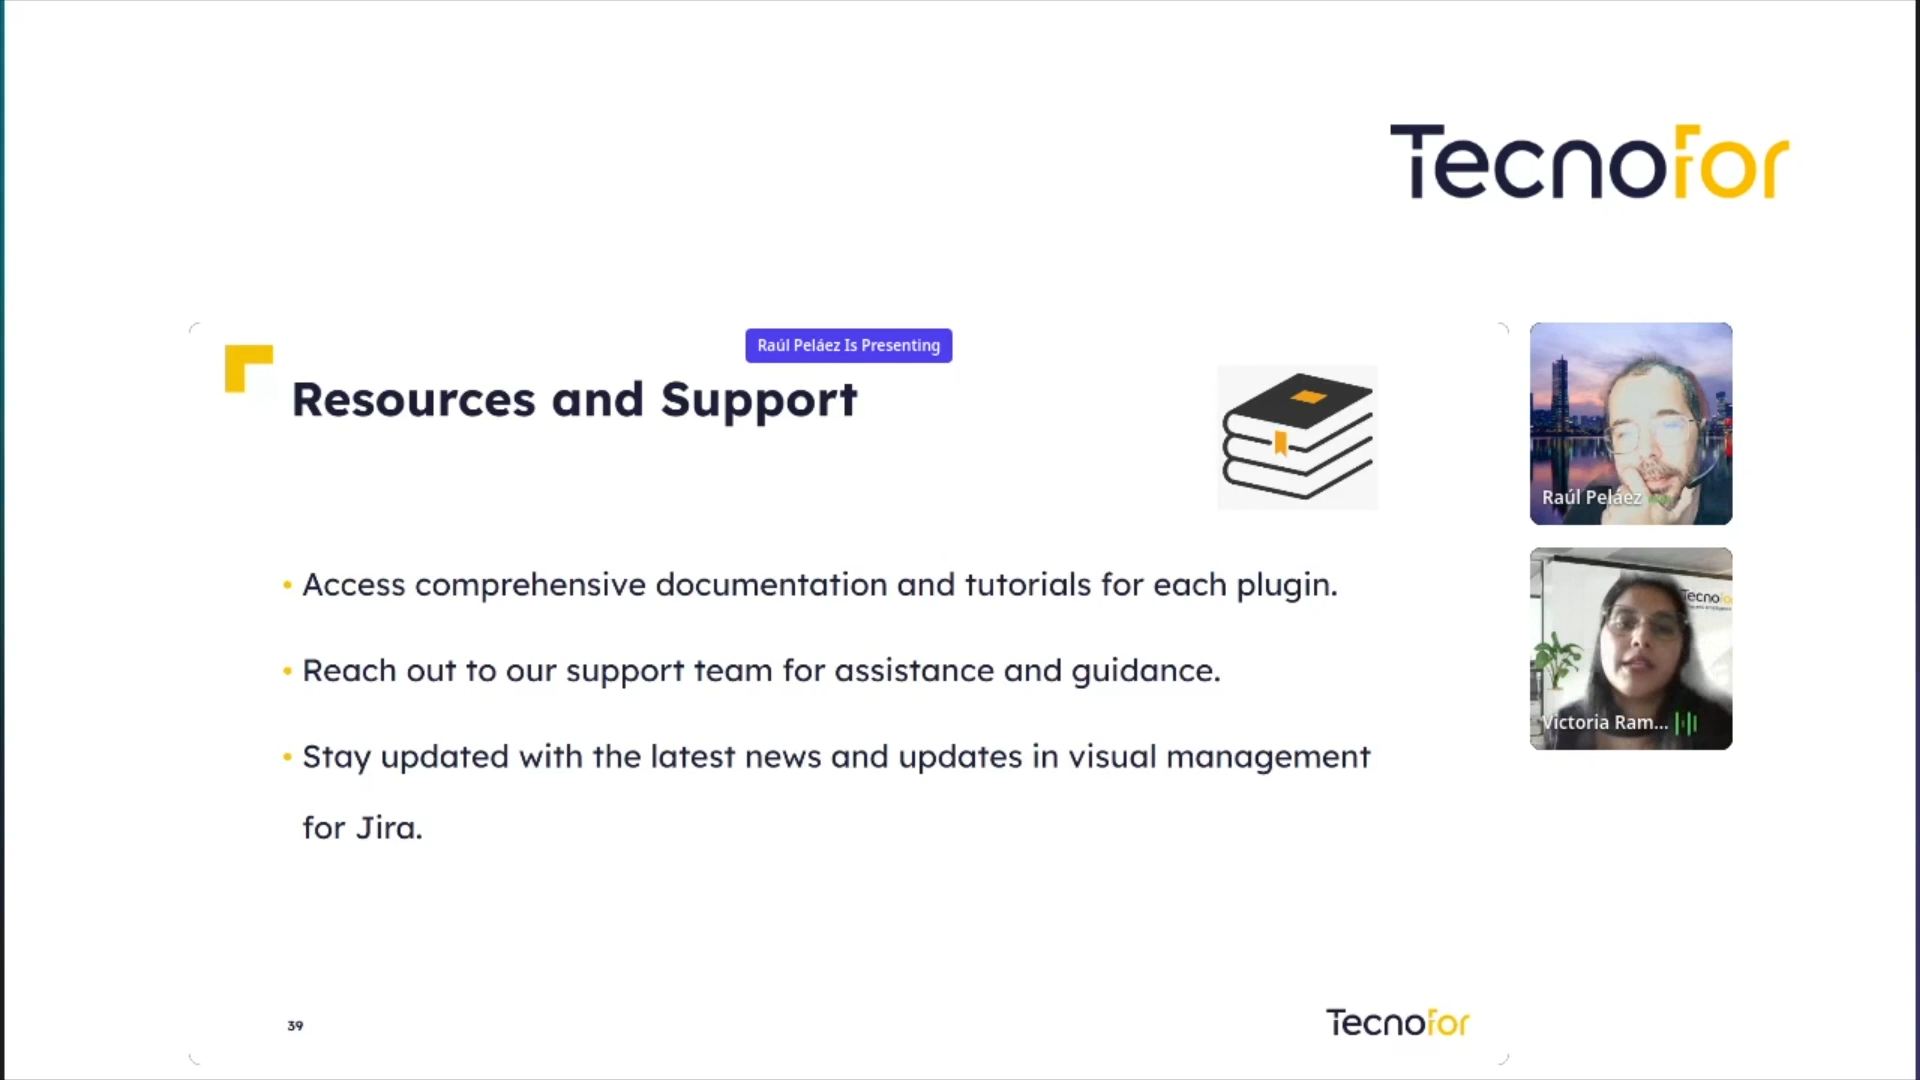 Tecnofor
Raúl Peláez Is Presenting
Resources and Support
Raúl Peláez
• Access comprehensive documentation and tutorials for each plugin.
Tecnofor
• Reach out to our support team for assistance and guidance.
Victoria Ram...
• Stay updated with the latest news and updates in visual management
for Jira.
39
Tecnofor